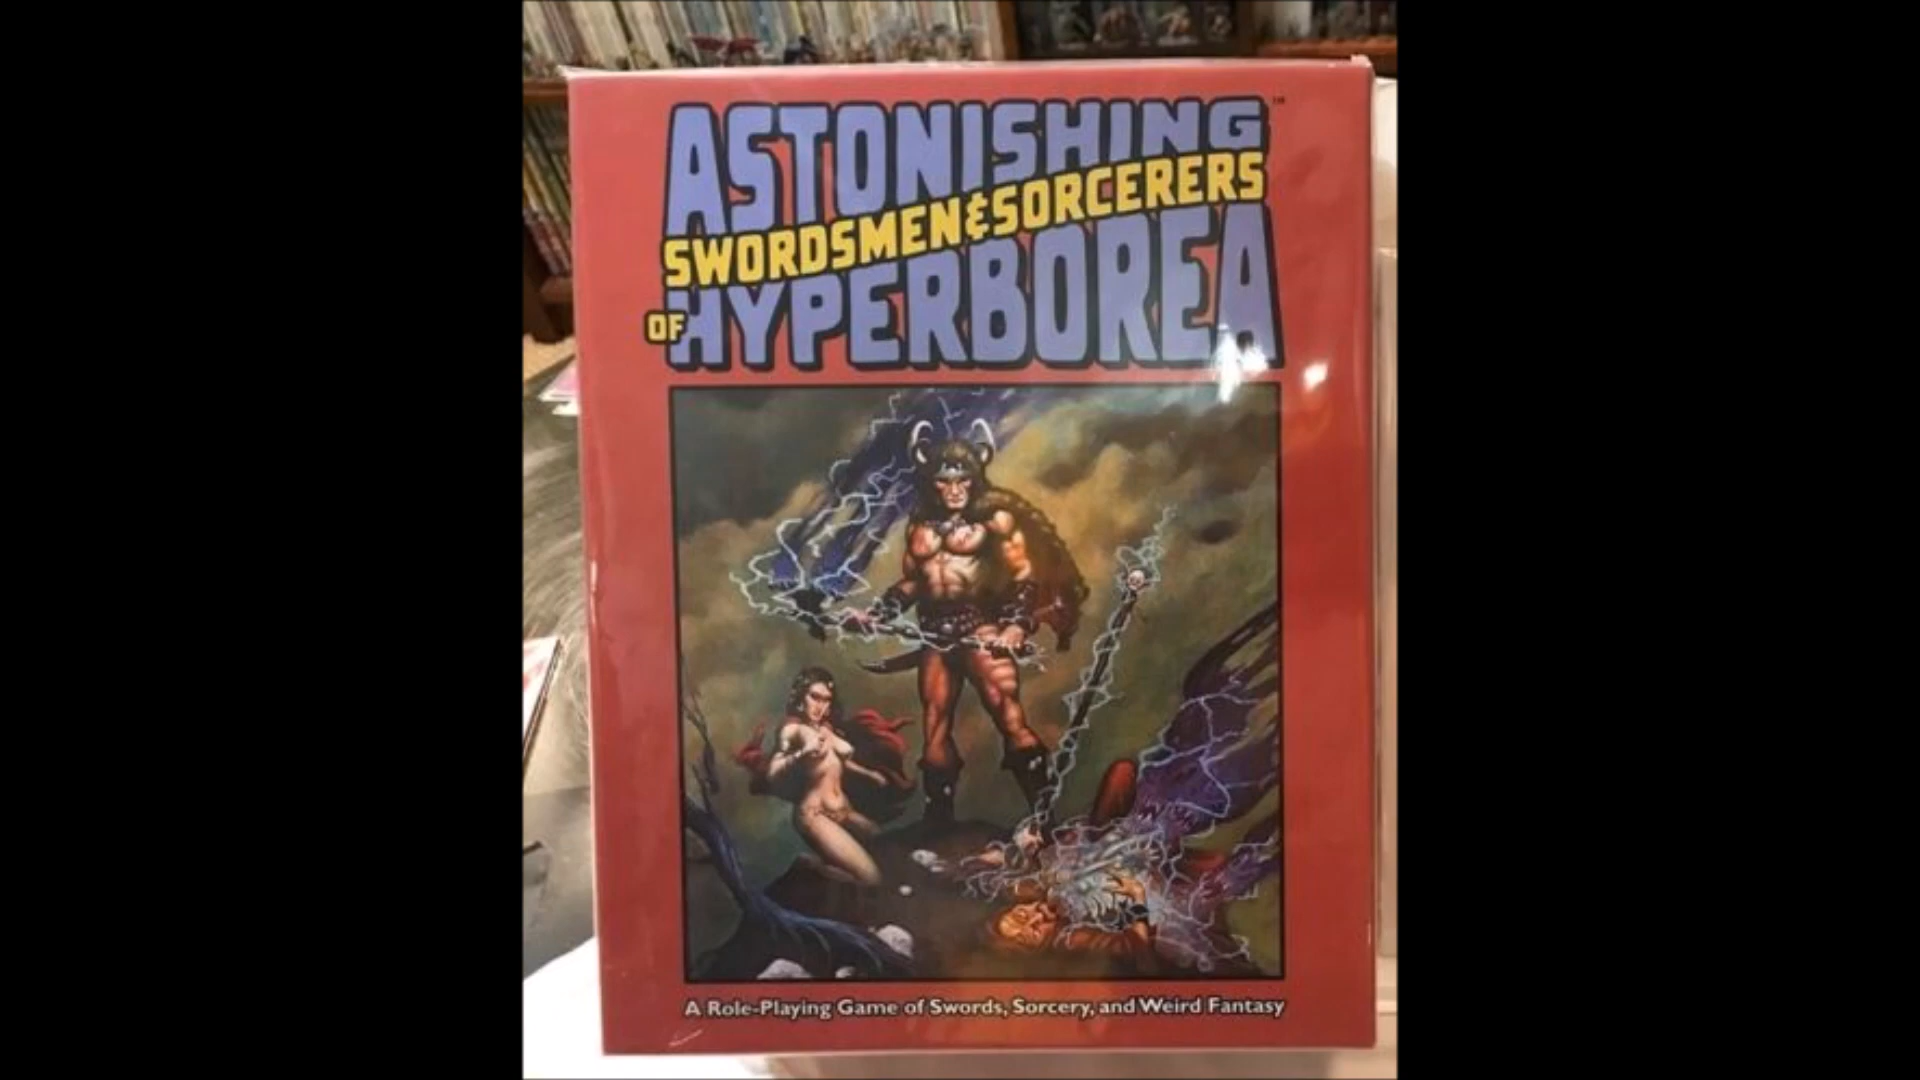 ASTONISHING™
SWORDSMEN & SORCERERS
OF HYPERBOREA
A Role-Playing Game of Swords, Sorcery, and Weird Fantasy